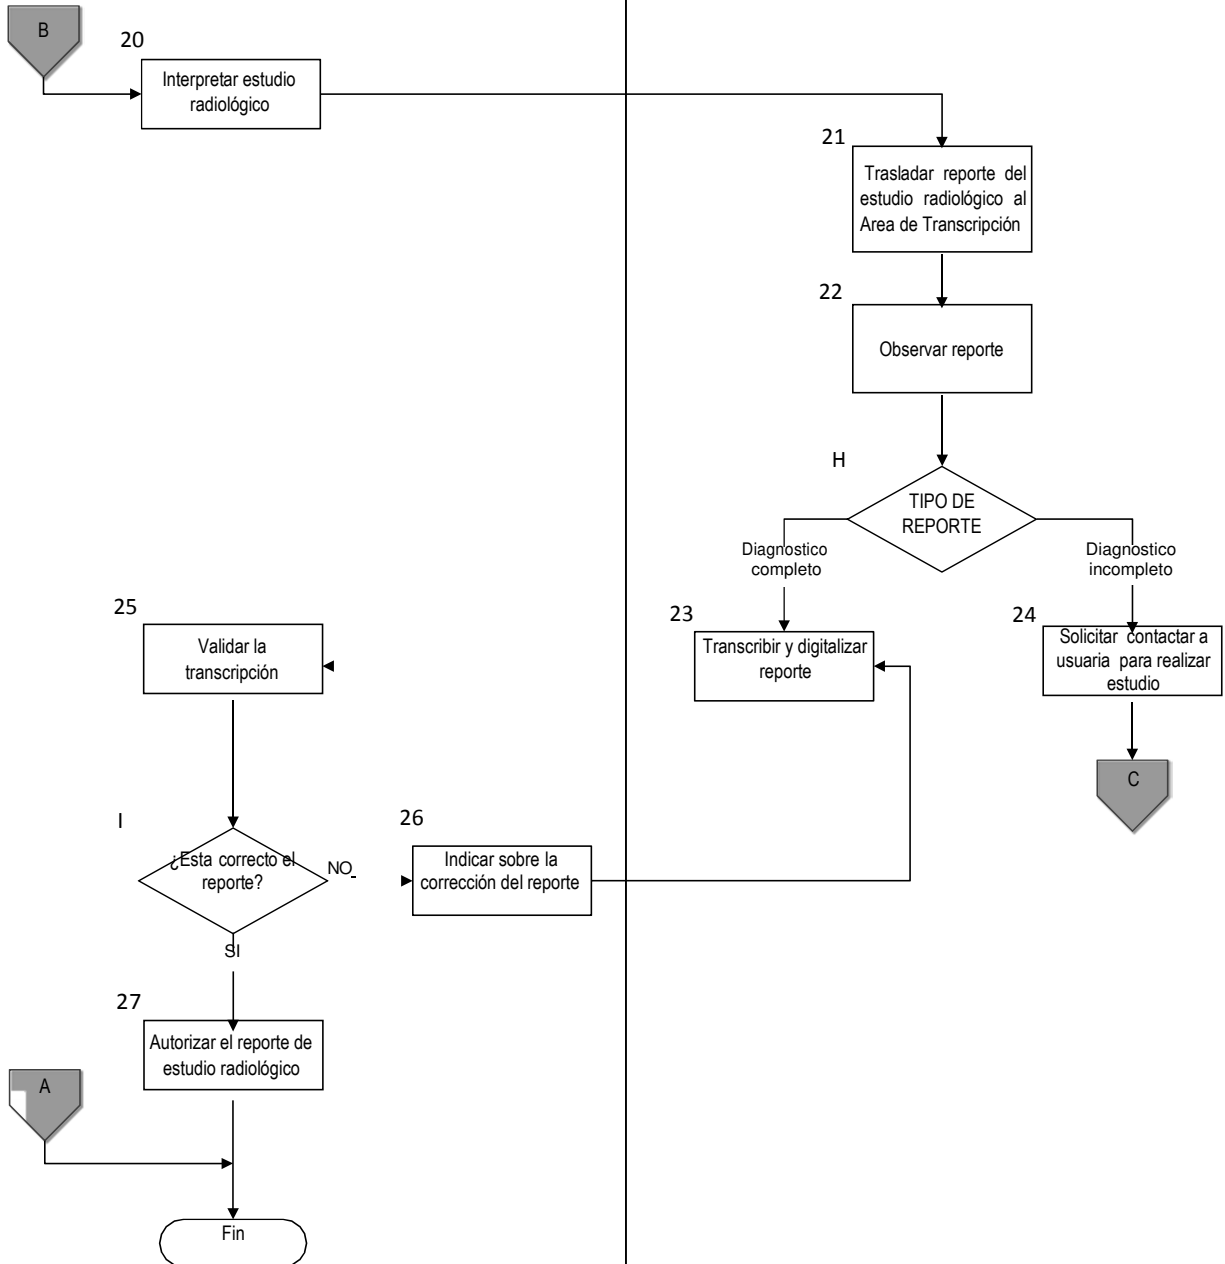 B
20
Interpretar estudio
radiológico
21
Trasladar reporte del
estudio radiológico al
Area de Transcripción
22
Observar reporte
H
TIPO DE
REPORTE
Diagnostico
completo
Diagnostico
incompleto
23
Transcribir y digitalizar
reporte
24
Solicitar contactar a
usuaria para realizar
estudio
C
25
Validar la
transcripción
I
¿Esta correcto el
reporte?
NO
26
Indicar sobre la
corrección del reporte
SI
27
Autorizar el reporte de
estudio radiológico
A
Fin